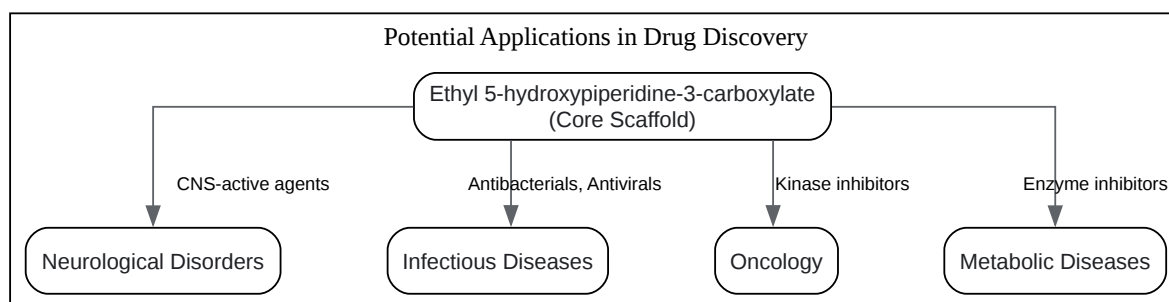 Potential Applications in Drug Discovery
Ethyl 5-hydroxypiperidine-3-carboxylate
(Core Scaffold)
CNS-active agents
Antibacterials, Antivirals
Kinase inhibitors
Enzyme inhibitors
Neurological Disorders
Infectious Diseases
Oncology
Metabolic Diseases